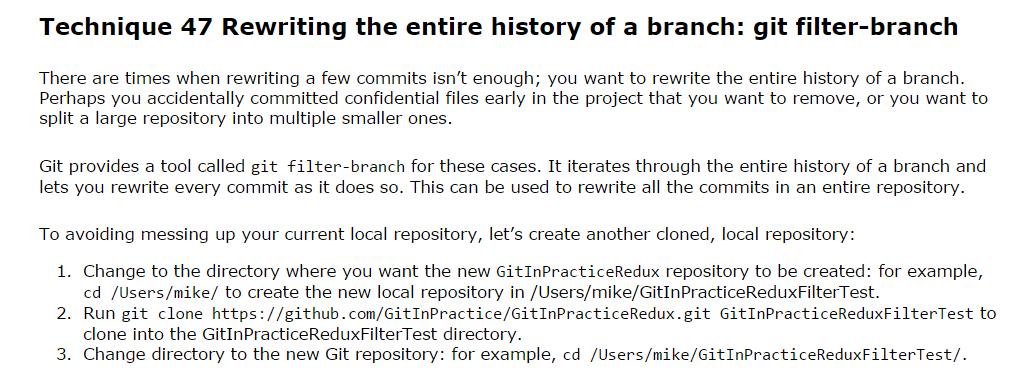 Technique 47 Rewriting the entire history of a branch: git filter-branch
There are times when rewriting a few commits isn’t enough; you want to rewrite the entire history of a branch.
Perhaps you accidentally committed confidential files early in the project that you want to remove, or you want to
split a large repository into multiple smaller ones.
Git provides a tool called git filter-branch for these cases. It iterates through the entire history of a branch and
lets you rewrite every commit as it does so. This can be used to rewrite all the commits in an entire repository.
To avoiding messing up your current local repository, let’s create another cloned, local repository:
1. Change to the directory where you want the new GitInPracticeRedux repository to be created: for example,
cd /Users/mike/ to create the new local repository in /Users/mike/GitInPracticeReduxFilterTest.
2. Run git clone https://github.com/GitInPractice/GitInPracticeRedux.git GitInPracticeReduxFilterTest to
clone into the GitInPracticeReduxFilterTest directory.
3. Change directory to the new Git repository: for example, cd /Users/mike/GitInPracticeReduxFilterTest/.